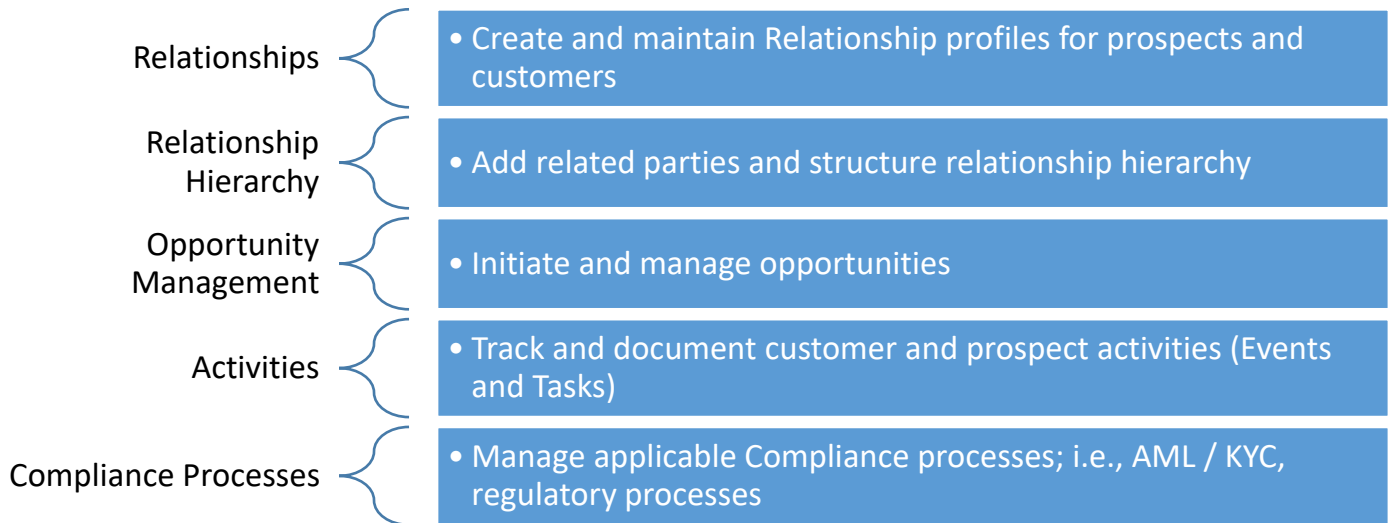 Relationships
• Create and maintain Relationship profiles for prospects and
customers
Relationship
Hierarchy
• Add related parties and structure relationship hierarchy
Opportunity
Management
• Initiate and manage opportunities
Activities
• Track and document customer and prospect activities (Events
and Tasks)
Compliance Processes
• Manage applicable Compliance processes; i.e., AML / KYC,
regulatory processes